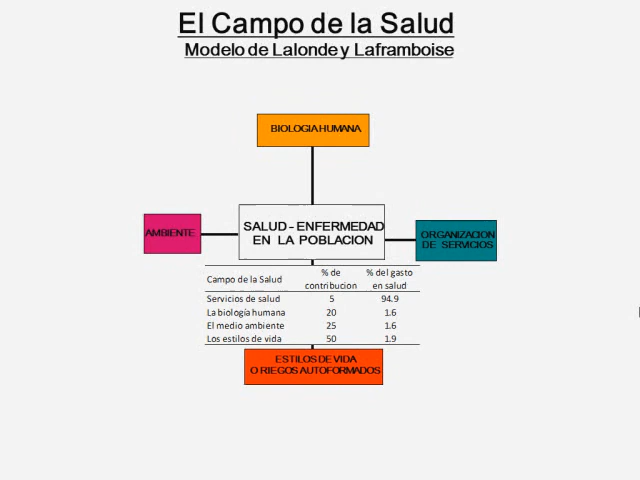 El Campo de la Salud
Modelo de Lalonde y Laframboise
BIOLOGIA HUMANA
AMBIENTE
SALUD - ENFERMEDAD
EN LA POBLACION
ORGANIZACION
DE SERVICIOS
Campo de la Salud % de contribucion % del gasto en salud
Servicios de salud 5 94.9
La biología humana 20 1.6
El medio ambiente 25 1.6
Los estilos de vida 50 1.9
ESTILOS DE VIDA
O RIEGOS AUTOFORMADOS